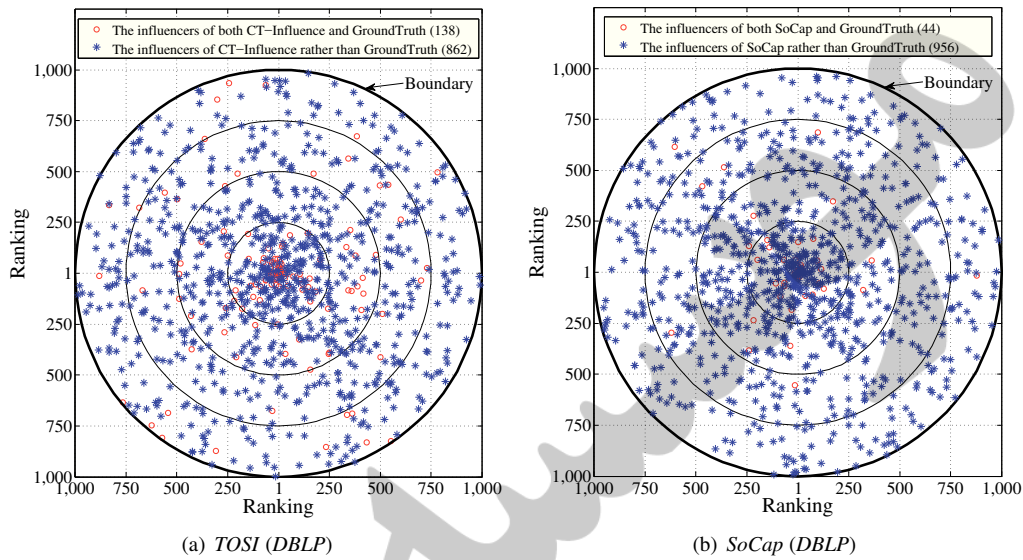 The influencers of both CT−Influence and GroundTruth (138)
The influencers of CT−Influence rather than GroundTruth (862)
1,000
750
500
250
1
250
500
750
1,000
Ranking
Boundary
1,000 750 500 250 1 250 500 750 1,000
Ranking
(a) TOSI (DBLP)
The influencers of both SoCap and GroundTruth (44)
The influencers of SoCap rather than GroundTruth (956)
1,000
750
500
250
1
250
500
750
1,000
Ranking
Boundary
1,000 750 500 250 1 250 500 750 1,000
Ranking
(b) SoCap (DBLP)